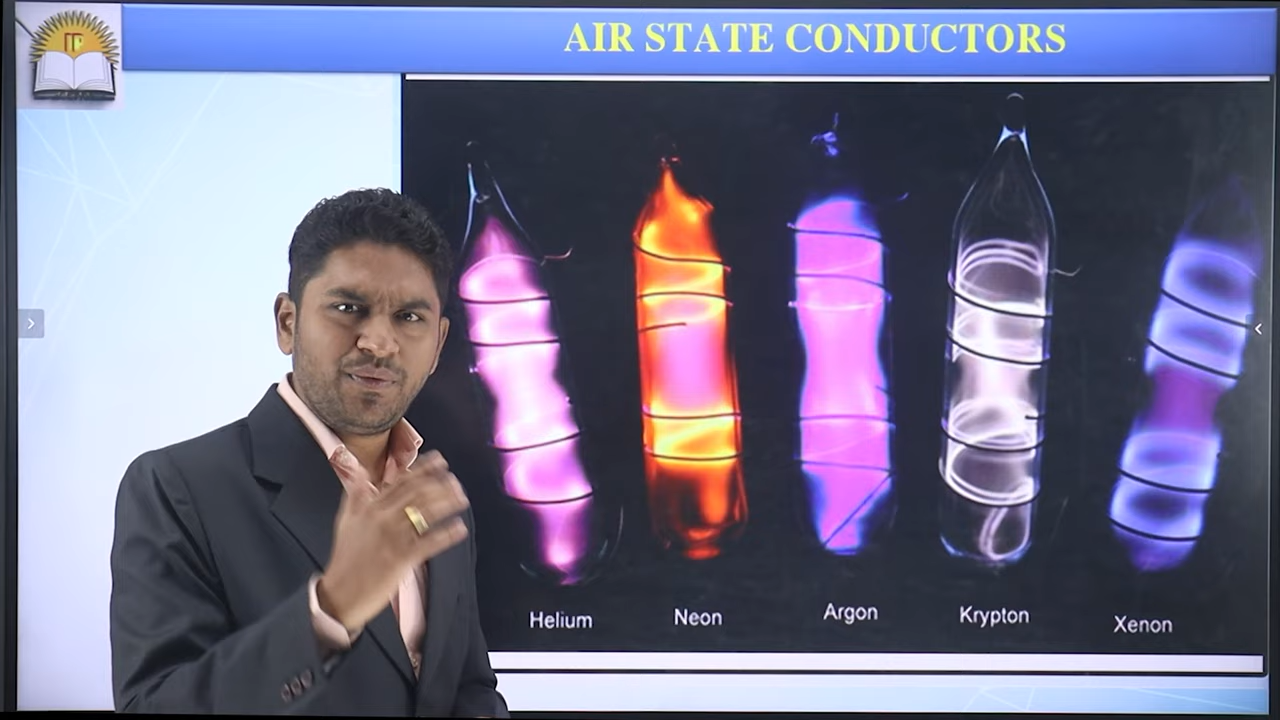 AIR STATE CONDUCTORS
Helium
Neon
Argon
Krypton
Xenon